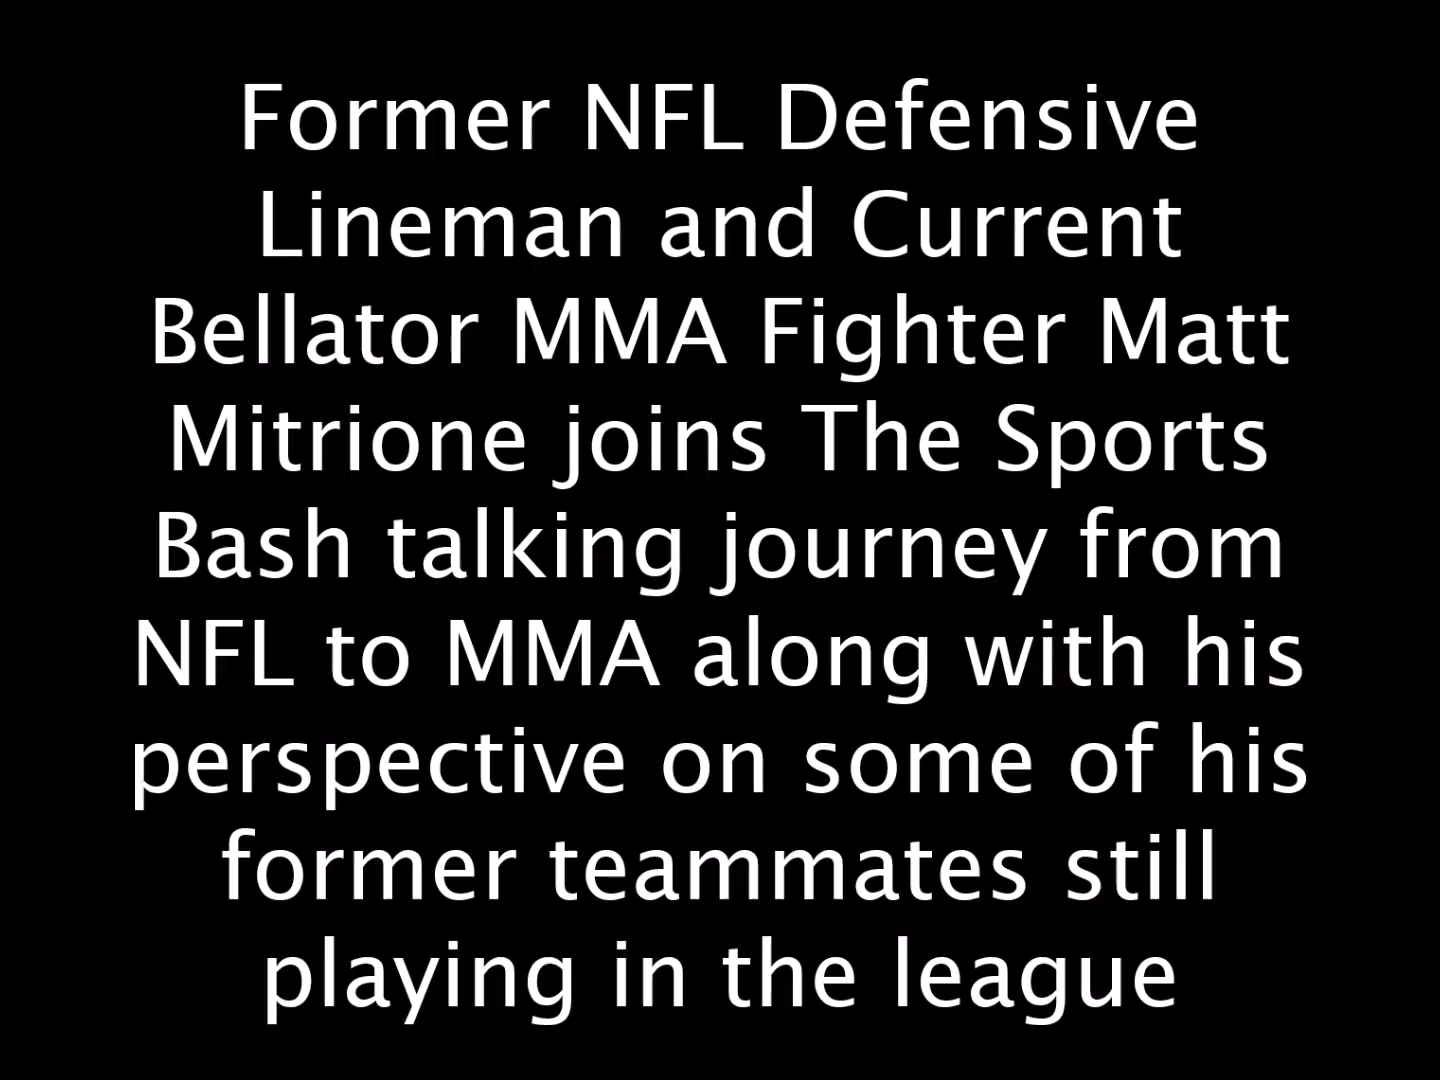 Former NFL Defensive
Lineman and Current
Bellator MMA Fighter Matt
Mitrione joins The Sports
Bash talking journey from
NFL to MMA along with his
perspective on some of his
former teammates still
playing in the league